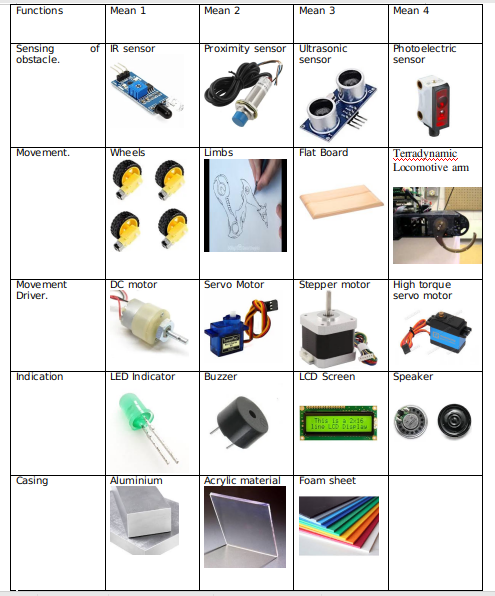 Functions Mean 1 Mean 2 Mean 3 Mean 4
Sensing of
obstacle.
IR sensor
Proximity sensor
Ultrasonic
sensor
Photoelectric
sensor
Movement.
Wheels
Limbs
Flat Board
Terradynamic
Locomotive arm
Movement
Driver.
DC motor
Servo Motor
Stepper motor
High torque
servo motor
Indication
LED Indicator
Buzzer
LCD Screen
This is a 2x16
line LCD Display
Speaker
Casing
Aluminium
Acrylic material
Foam sheet